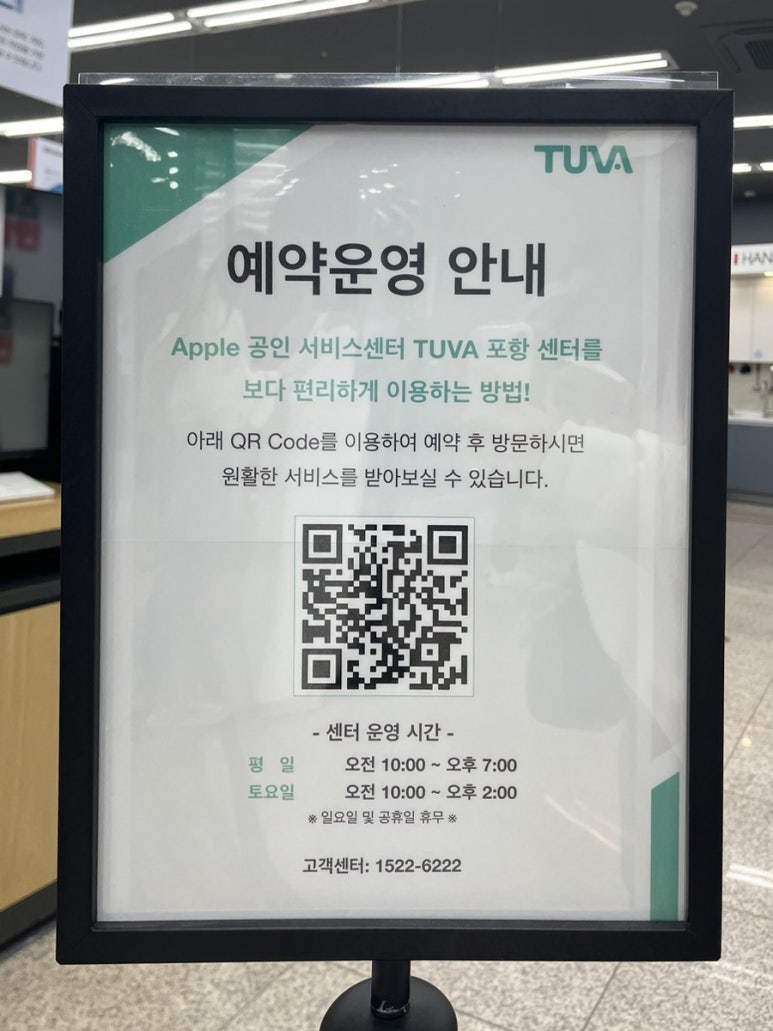 TUVA
예약운영 안내
Apple 공인 서비스센터 TUVA 포항 센터를
보다 편리하게 이용하는 방법!
아래 QR Code를 이용하여 예약 후 방문하시면
원활한 서비스를 받아보실 수 있습니다.
- 센터 운영 시간 -
평 일 오전 10:00 ~ 오후 7:00
토요일 오전 10:00 ~ 오후 2:00
※ 일요일 및 공휴일 휴무 ※
고객센터: 1522-6222
HAN